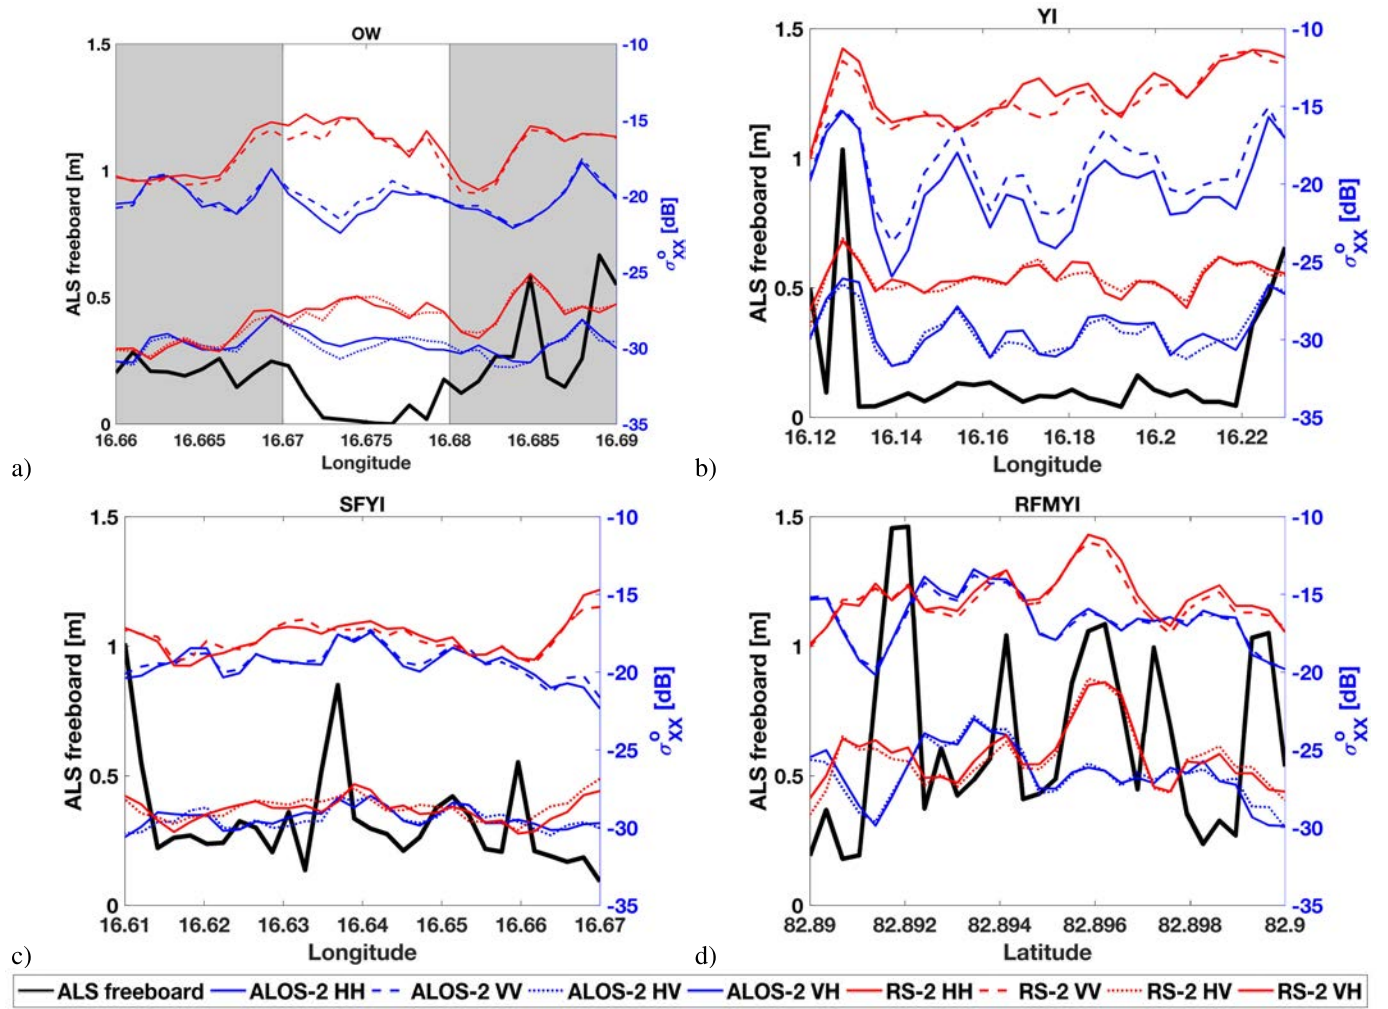 OW
1.5
1
0.5
0
ALS freeboard [m]
-10
-15
-20
-25
-30
-35
σ°XX [dB]
16.66 16.665 16.67 16.675 16.68 16.685 16.69
Longitude
a)
YI
1.5
1
0.5
0
ALS freeboard [m]
-10
-15
-20
-25
-30
-35
σ°XX [dB]
16.12 16.14 16.16 16.18 16.2 16.22
Longitude
b)
SFYI
1.5
1
0.5
0
ALS freeboard [m]
-10
-15
-20
-25
-30
-35
σ°XX [dB]
16.61 16.62 16.63 16.64 16.65 16.66 16.67
Longitude
c)
RFMYI
1.5
1
0.5
0
ALS freeboard [m]
-10
-15
-20
-25
-30
-35
σ°XX [dB]
82.89 82.892 82.894 82.896 82.898 82.9
Latitude
d)
ALS freeboard ALOS-2 HH ALOS-2 VV ALOS-2 HV ALOS-2 VH RS-2 HH RS-2 VV RS-2 HV RS-2 VH